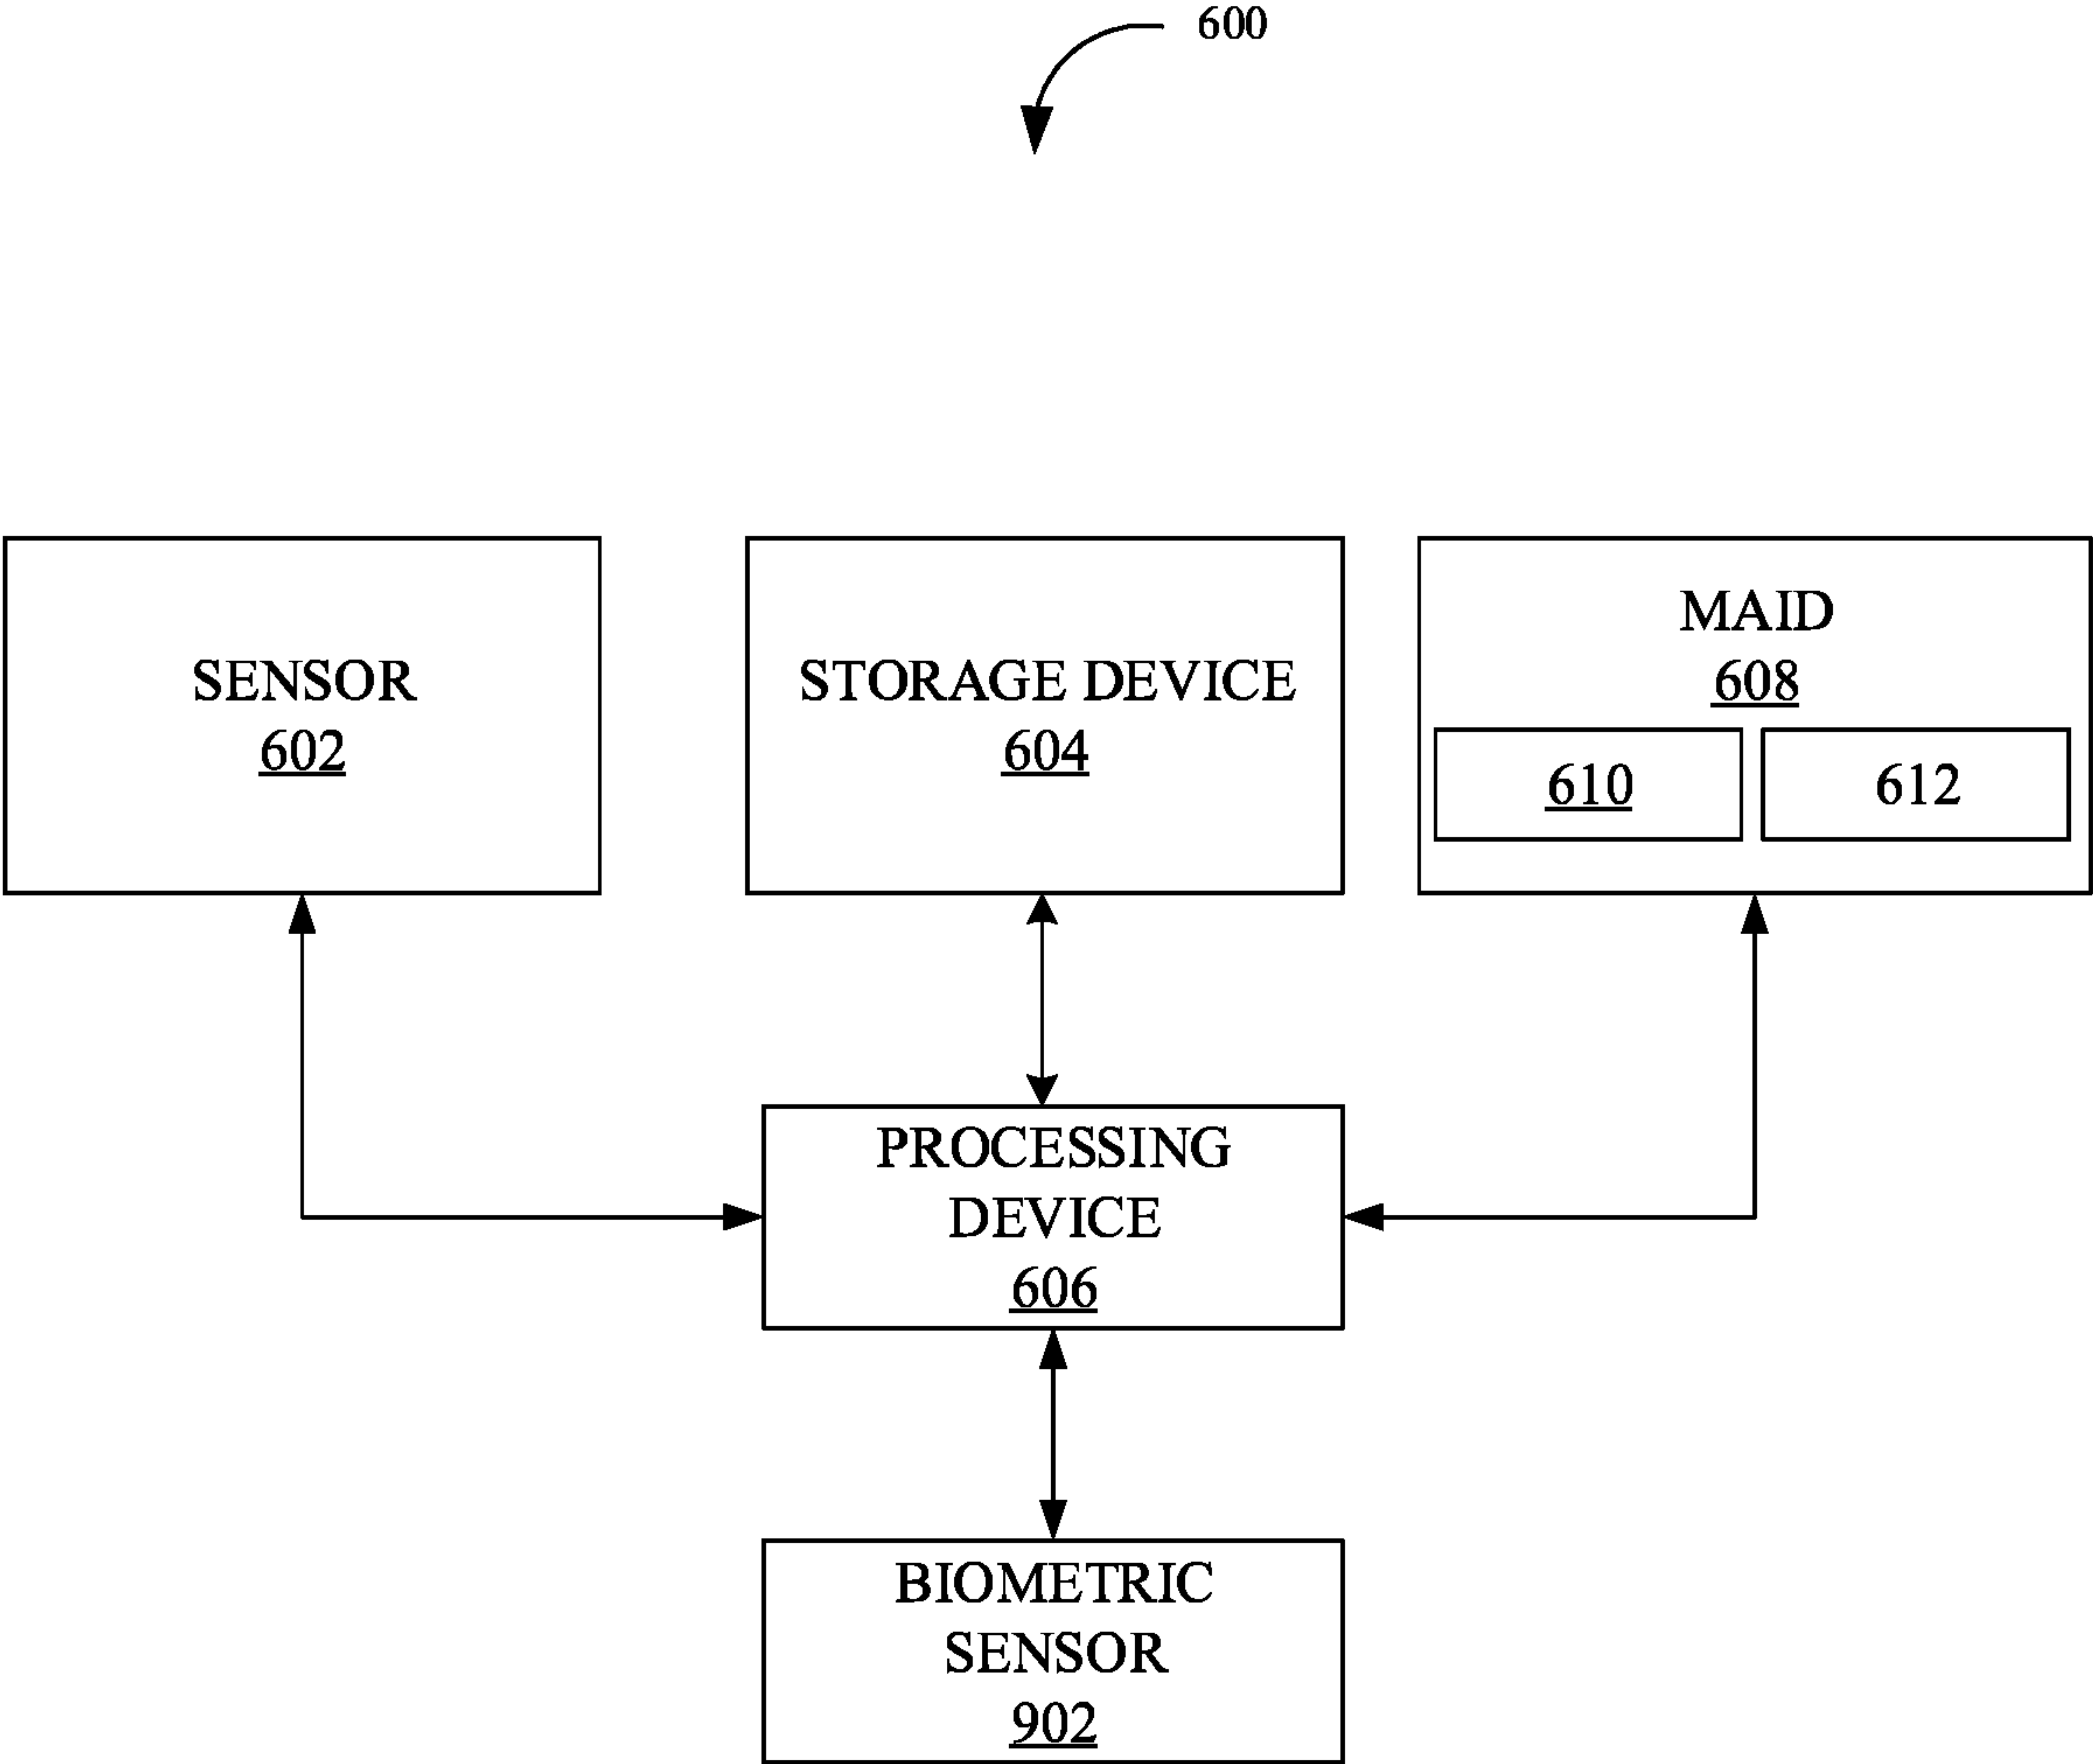 600
SENSOR
602
STORAGE DEVICE
604
MAID
608
610
612
PROCESSING
DEVICE
606
BIOMETRIC
SENSOR
902